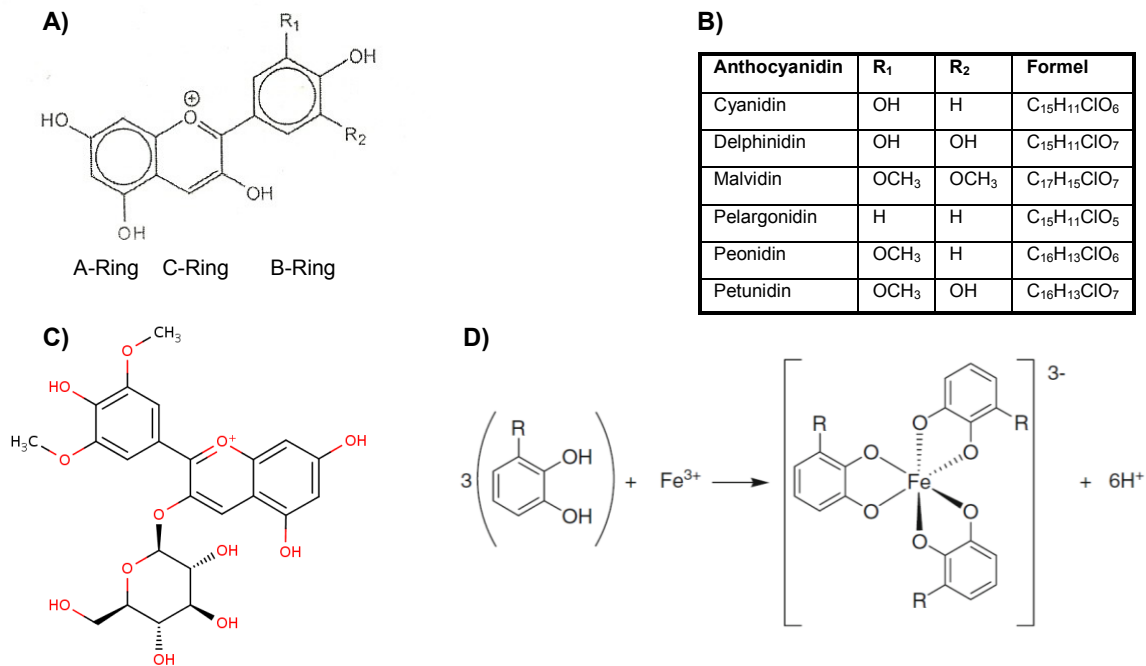 A)
R₁
OH
HO
O
⊕
R₂
OH
OH
A-Ring C-Ring B-Ring
B)
Anthocyanidin R₁ R₂ Formel
Cyanidin OH H C₁₅H₁₁ClO₆
Delphinidin OH OH C₁₅H₁₁ClO₇
Malvidin OCH₃ OCH₃ C₁₇H₁₅ClO₇
Pelargonidin H H C₁₅H₁₁ClO₅
Peonidin OCH₃ H C₁₆H₁₃ClO₆
Petunidin OCH₃ OH C₁₆H₁₃ClO₇
C)
CH₃
O
HO
H₃C
O
O⁺
OH
O
OH
OH
O
HO
OH
OH
D)
3
R
OH
OH
+ Fe³⁺
R
O
O
Fe
O
O
R
O
O
R
3-
+ 6H⁺